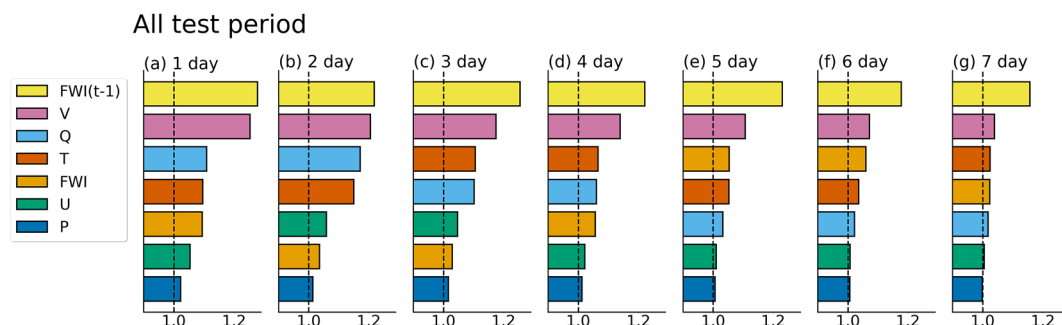 All test period
(a) 1 day
(b) 2 day
(c) 3 day
(d) 4 day
(e) 5 day
(f) 6 day
(g) 7 day
FWI(t-1)
V
Q
T
FWI
U
P
1.0 1.2
1.0 1.2
1.0 1.2
1.0 1.2
1.0 1.2
1.0 1.2
1.0 1.2